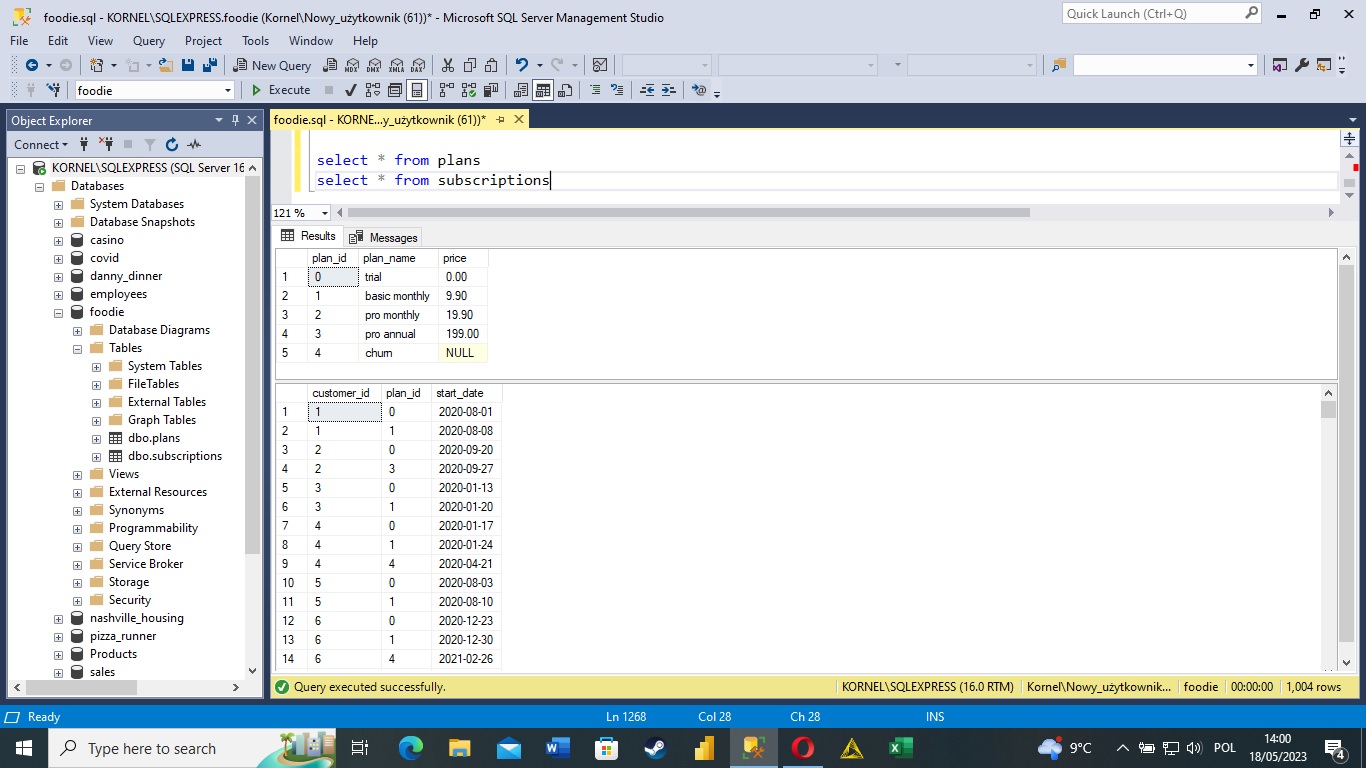 foodie.sql - KORNEL\SQLEXPRESS.foodie (Kornel\Nowy_użytkownik (61))* - Microsoft SQL Server Management Studio
Quick Launch (Ctrl+Q)
File Edit View Query Project Tools Window Help
New Query MDX DMX XMLA DAX
foodie Execute
Object Explorer
foodie.sql - KORNE...y_użytkownik (61))*
Connect
KORNEL\SQLEXPRESS (SQL Server 16
Databases
System Databases
Database Snapshots
casino
covid
danny_dinner
employees
foodie
Database Diagrams
Tables
System Tables
FileTables
External Tables
Graph Tables
dbo.plans
dbo.subscriptions
Views
External Resources
Synonyms
Programmability
Query Store
Service Broker
Storage
Security
nashville_housing
pizza_runner
Products
sales
select * from plans
select * from subscriptions
121 %
Results Messages
plan_id plan_name price
1 0 trial 0.00
2 1 basic monthly 9.90
3 2 pro monthly 19.90
4 3 pro annual 199.00
5 4 churn NULL
customer_id plan_id start_date
1 1 0 2020-08-01
2 1 1 2020-08-08
3 2 0 2020-09-20
4 2 3 2020-09-27
5 3 0 2020-01-13
6 3 1 2020-01-20
7 4 0 2020-01-17
8 4 1 2020-01-24
9 4 4 2020-04-21
10 5 0 2020-08-03
11 5 1 2020-08-10
12 6 0 2020-12-23
13 6 1 2020-12-30
14 6 4 2021-02-26
Query executed successfully. KORNEL\SQLEXPRESS (16.0 RTM) Kornel\Nowy_użytkownik... foodie 00:00:00 1,004 rows
Ready Ln 1268 Col 28 Ch 28 INS
Type here to search 9°C POL 14:00
18/05/2023 4